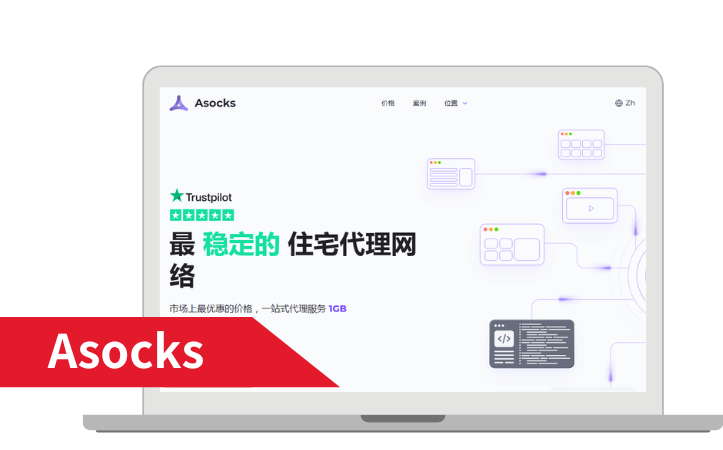 Asocks
价格 案例 位置 Zh
Trustpilot
最 稳定的 住宅代理网
络
市场上最优惠的价格，一站式代理服务 1GB
</>
Asocks